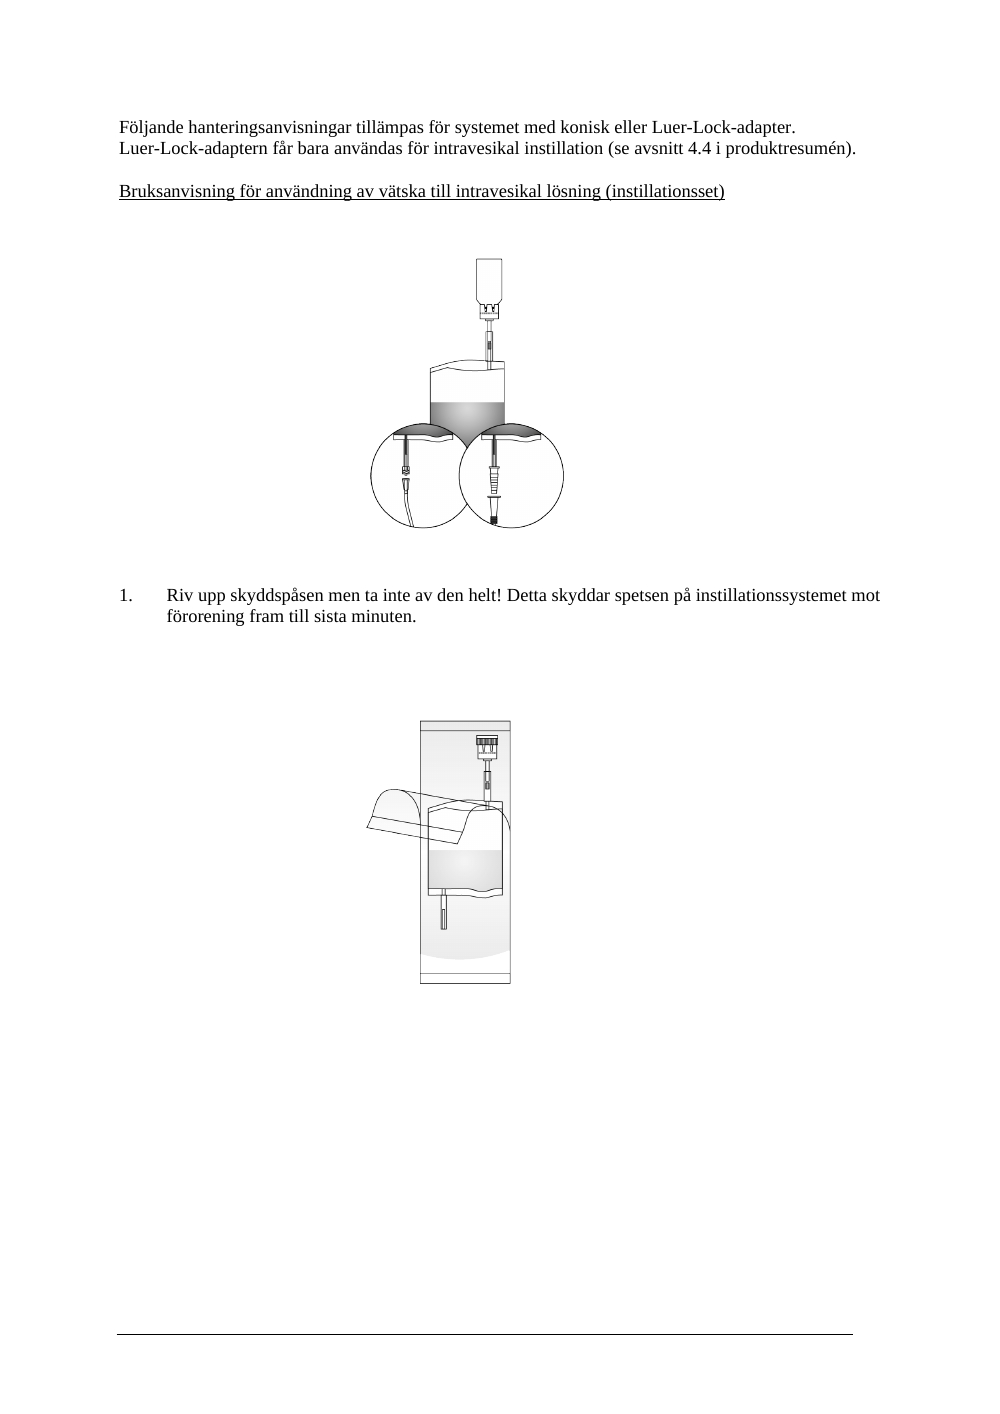 Följande hanteringsanvisningar tillämpas för systemet med konisk eller Luer-Lock-adapter.
Luer-Lock-adaptern får bara användas för intravesikal instillation (se avsnitt 4.4 i produktresumén).
Bruksanvisning för användning av vätska till intravesikal lösning (instillationsset)
1. Riv upp skyddspåsen men ta inte av den helt! Detta skyddar spetsen på instillationssystemet mot
förorening fram till sista minuten.